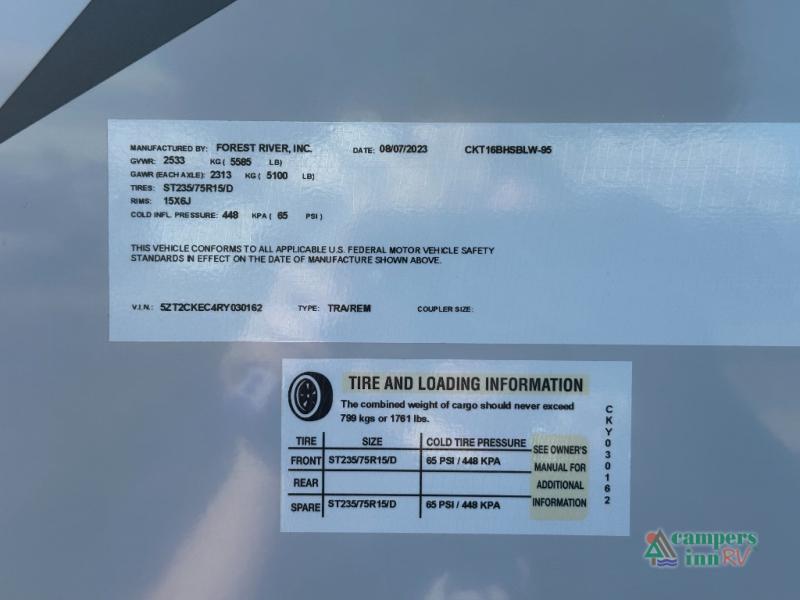 MANUFACTURED BY: FOREST RIVER, INC. DATE: 08/07/2023 CKT16BHSBLW-95
GVWR: 2533 KG ( 5585 LB)
GAWR (EACH AXLE): 2313 KG ( 5100 LB)
TIRES: ST235/75R15/D
RIMS: 15X6J
COLD INFL. PRESSURE: 448 KPA ( 65 PSI )
THIS VEHICLE CONFORMS TO ALL APPLICABLE U.S. FEDERAL MOTOR VEHICLE SAFETY
STANDARDS IN EFFECT ON THE DATE OF MANUFACTURE SHOWN ABOVE.
V.I.N.: 5ZT2CKEC4RY030162 TYPE: TRA/REM COUPLER SIZE:
TIRE AND LOADING INFORMATION
The combined weight of cargo should never exceed
799 kgs or 1761 lbs.
TIRE SIZE COLD TIRE PRESSURE
FRONT ST235/75R15/D 65 PSI / 448 KPA
REAR
SPARE ST235/75R15/D 65 PSI / 448 KPA
SEE OWNER'S
MANUAL FOR
ADDITIONAL
INFORMATION
CKY030162
campers
inn RV